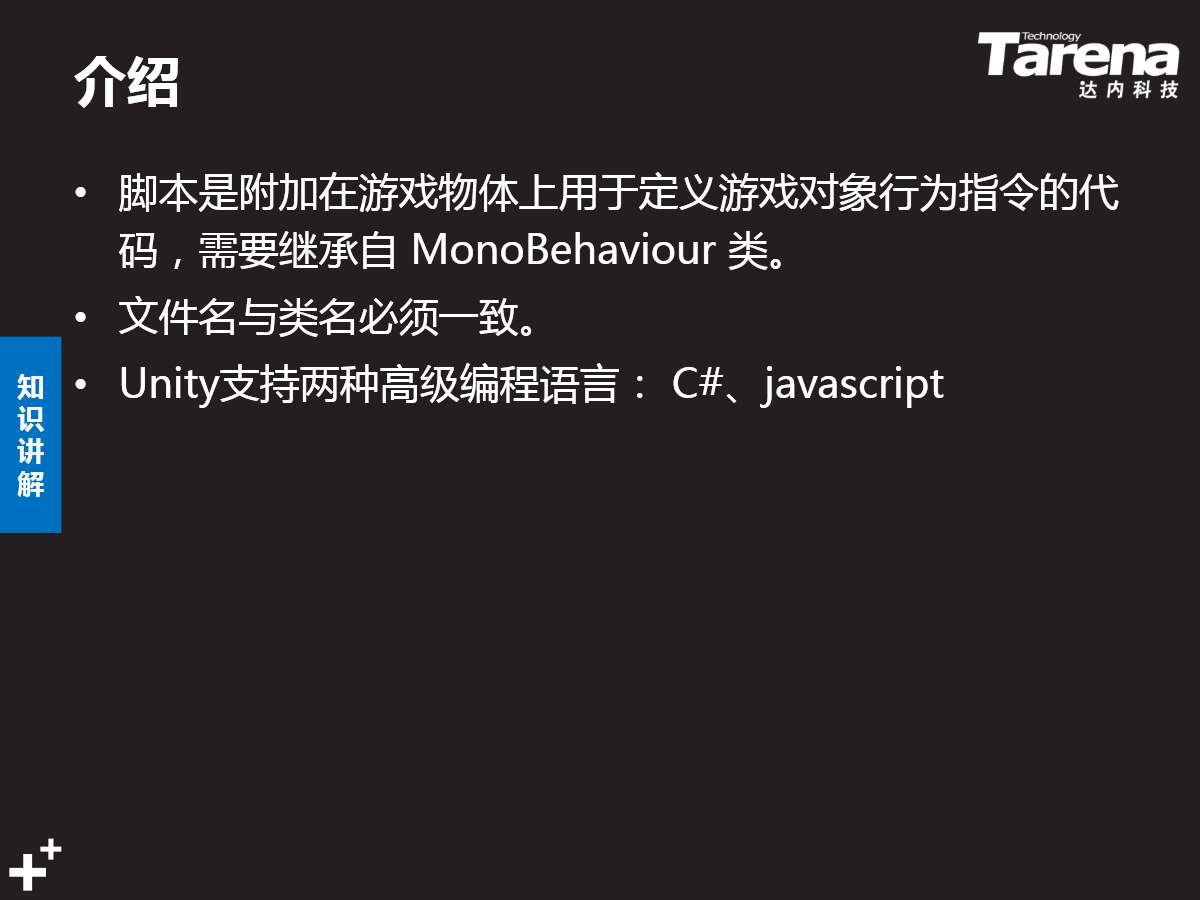 介绍
Technology
Tarena
达内科技
• 脚本是附加在游戏物体上用于定义游戏对象行为指令的代
码，需要继承自 MonoBehaviour 类。
• 文件名与类名必须一致。
• Unity支持两种高级编程语言： C#、javascript
知
识
讲
解